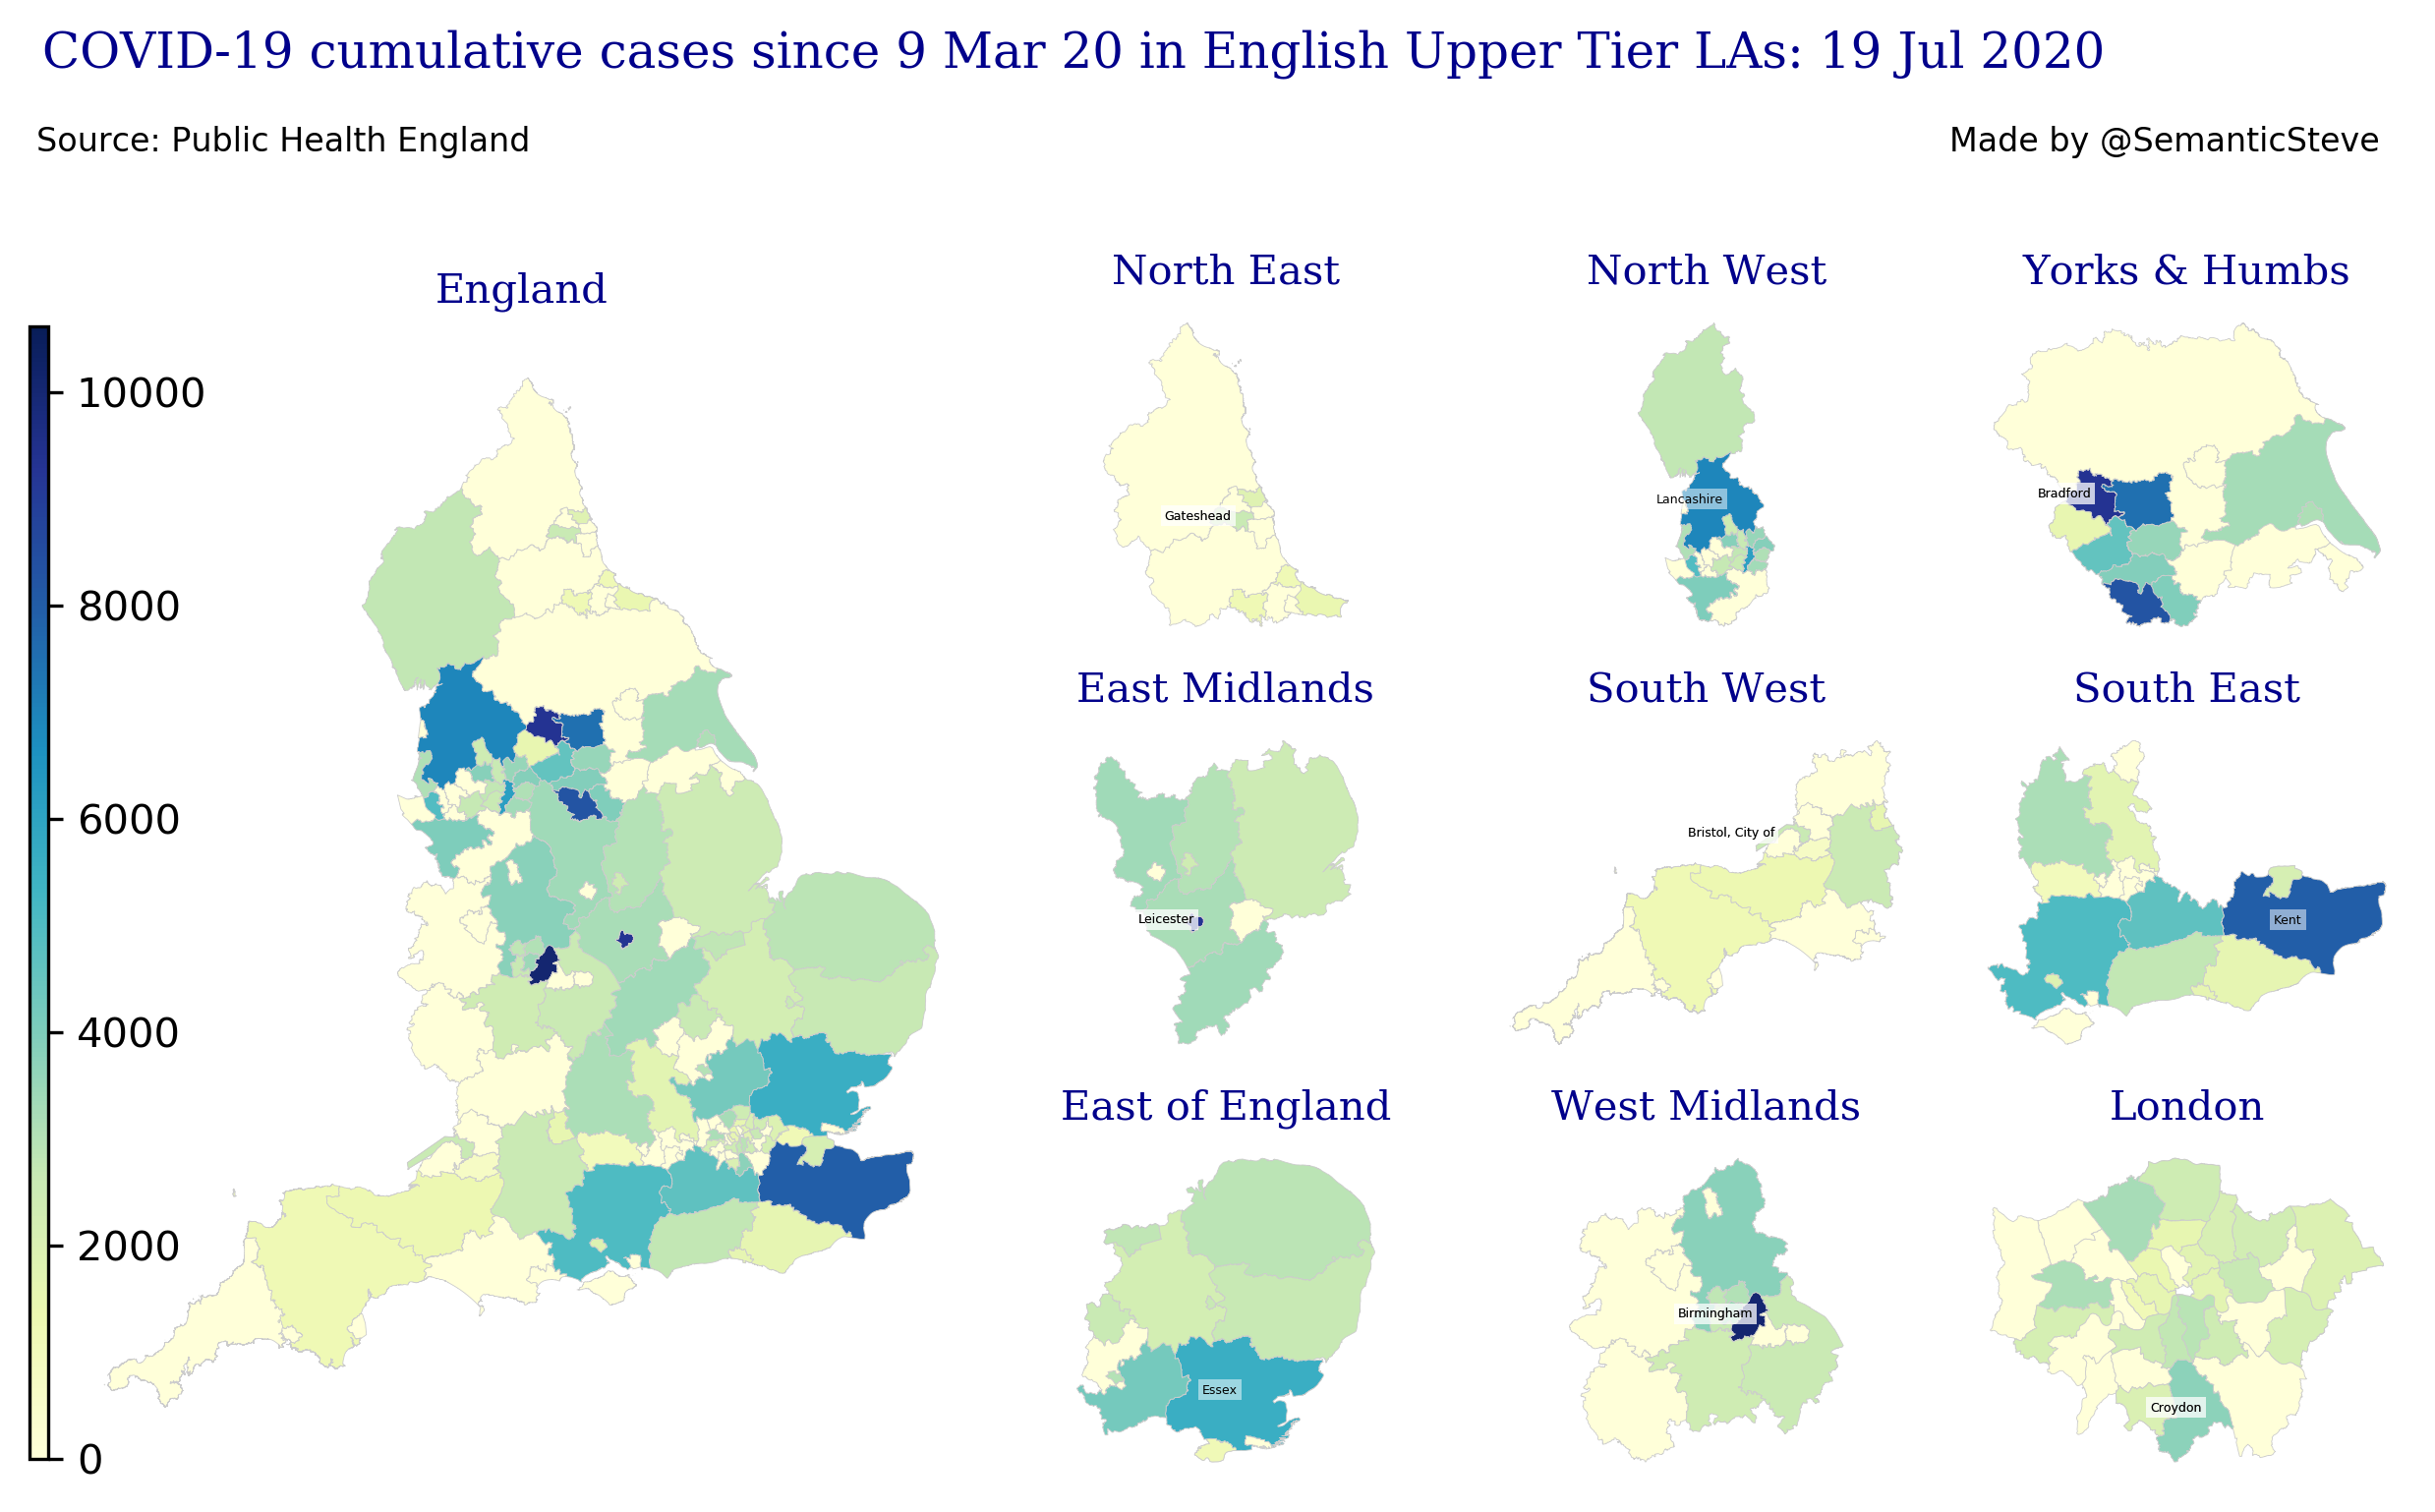 COVID-19 cumulative cases since 9 Mar 20 in English Upper Tier LAs: 19 Jul 2020
Source: Public Health England
Made by @SemanticSteve
England
10000
8000
6000
4000
2000
0
North East
Gateshead
North West
Lancashire
Yorks & Humbs
Bradford
East Midlands
Leicester
South West
Bristol, City of
South East
Kent
East of England
Essex
West Midlands
Birmingham
London
Croydon